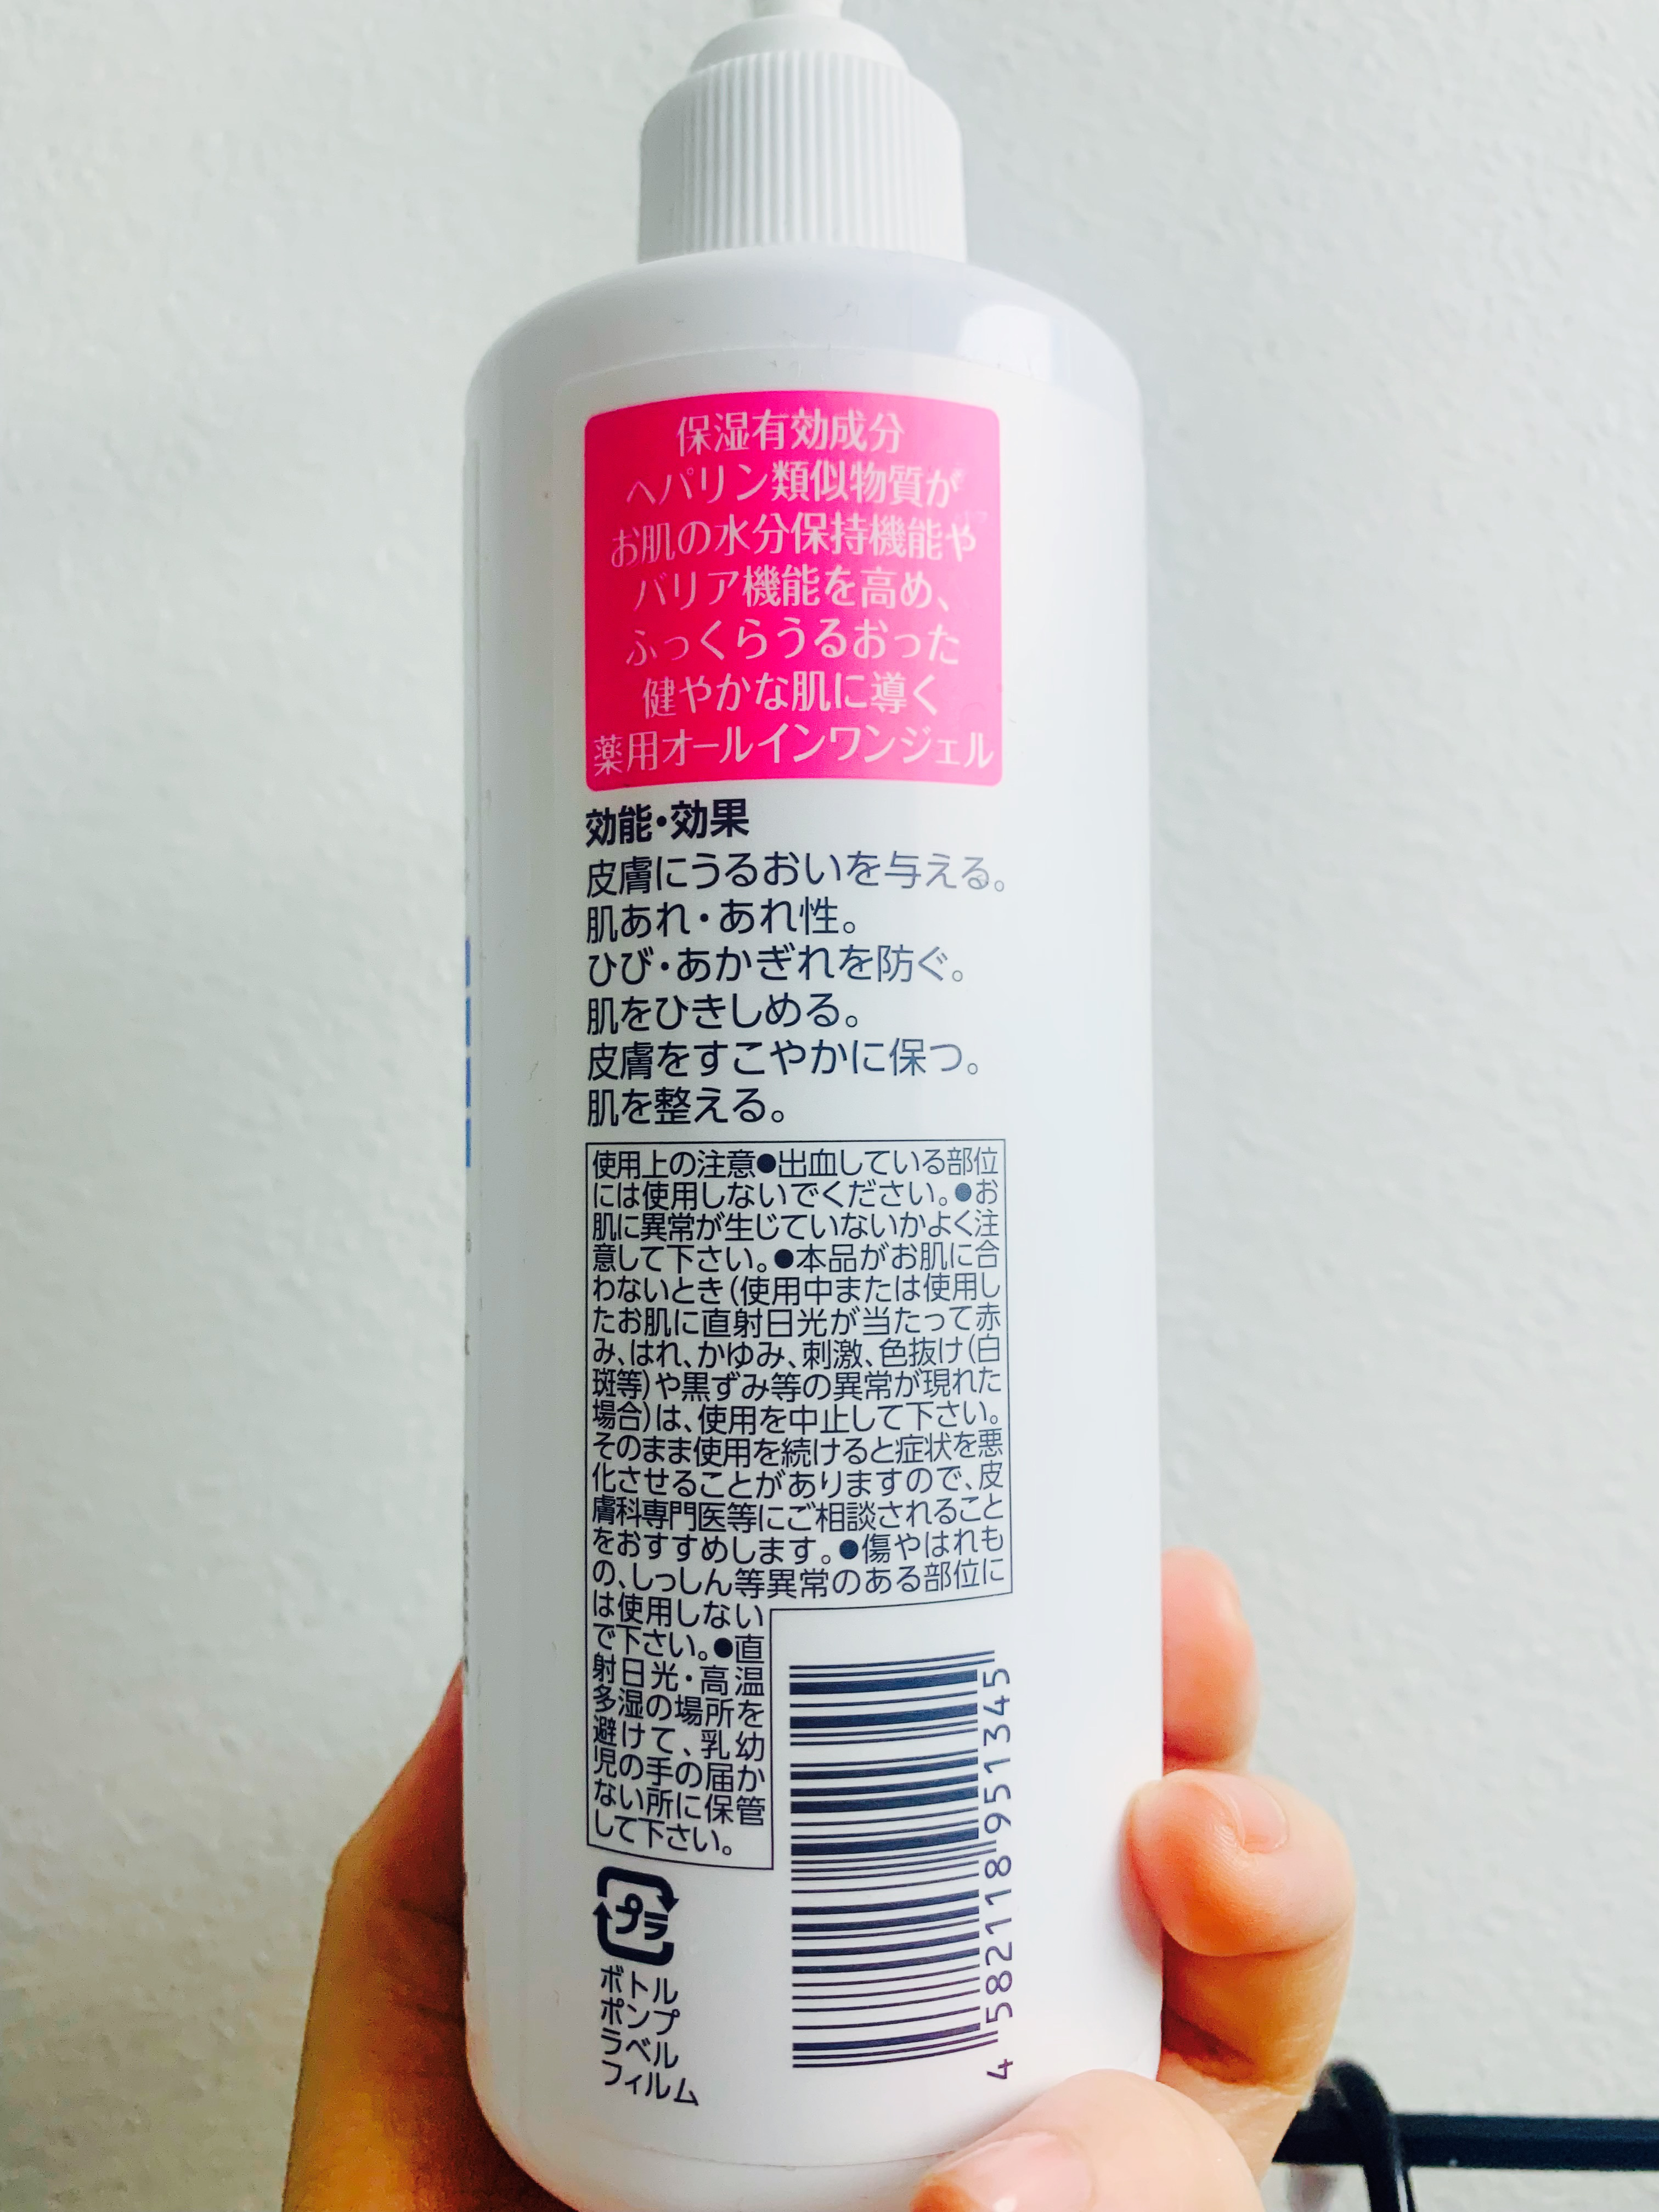 保湿有効成分
ヘパリン類似物質が
お肌の水分保持機能や
バリア機能を高め、
ふっくらうるおった
健やかな肌に導く
薬用オールインワンジェル
効能・効果
皮膚にうるおいを与える。
肌あれ・あれ性。
ひび・あかぎれを防ぐ。
肌をひきしめる。
皮膚をすこやかに保つ。
肌を整える。
使用上の注意●出血している部位
には使用しないでください。●お
肌に異常が生じていないかよく注
意して下さい。●本品がお肌に合
わないとき(使用中または使用し
たお肌に直射日光が当たって赤
み、はれ、かゆみ、刺激、色抜け(白
斑等)や黒ずみ等の異常が現れた
場合)は、使用を中止して下さい。
そのまま使用を続けると症状を悪
化させることがありますので、皮
膚科専門医等にご相談されること
をおすすめします。●傷やはれも
の、しっしん等異常のある部位に
は使用しない
で下さい。●直
射日光・高温
多湿の場所を
避けて、乳幼
児の手の届か
ない所に保管
して下さい。
4582118951345
プラ
ボトル
ポンプ
ラベル
フィルム